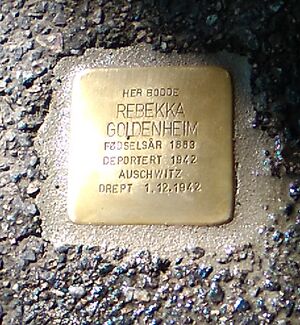 HER BODDE
REBEKKA
GOLDENHEIM
FØDSELSÅR 1883
DEPORTERT 1942
AUSCHWITZ
DREPT 1.12.1942